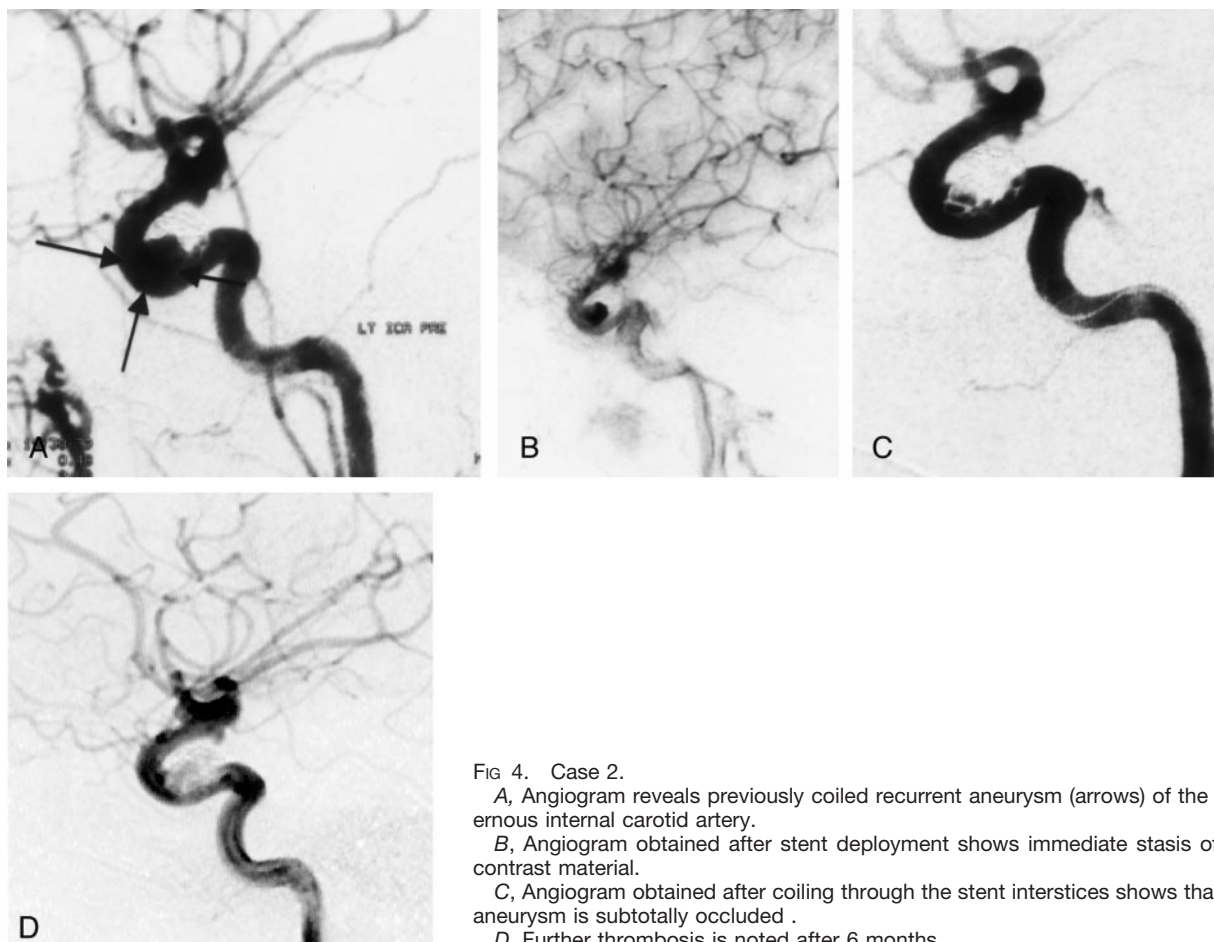 LT ICA PRE
A
B
C
D
FIG 4. Case 2.
A, Angiogram reveals previously coiled recurrent aneurysm (arrows) of the
ernous internal carotid artery.
B, Angiogram obtained after stent deployment shows immediate stasis of
contrast material.
C, Angiogram obtained after coiling through the stent interstices shows tha
aneurysm is subtotally occluded .
D, Further thrombosis is noted after 6 months